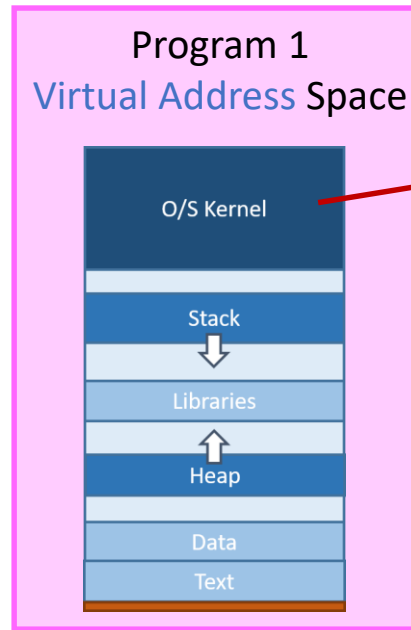 Program 1
Virtual Address Space
O/S Kernel
Stack
Libraries
Heap
Data
Text